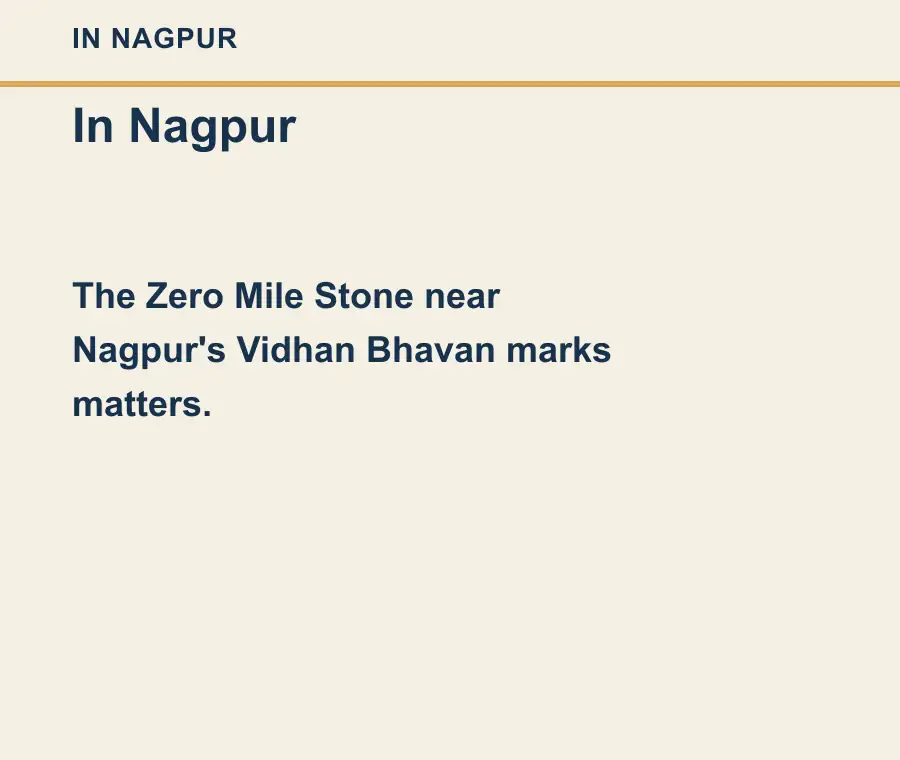 IN NAGPUR
In Nagpur
The Zero Mile Stone near
Nagpur's Vidhan Bhavan marks
matters.